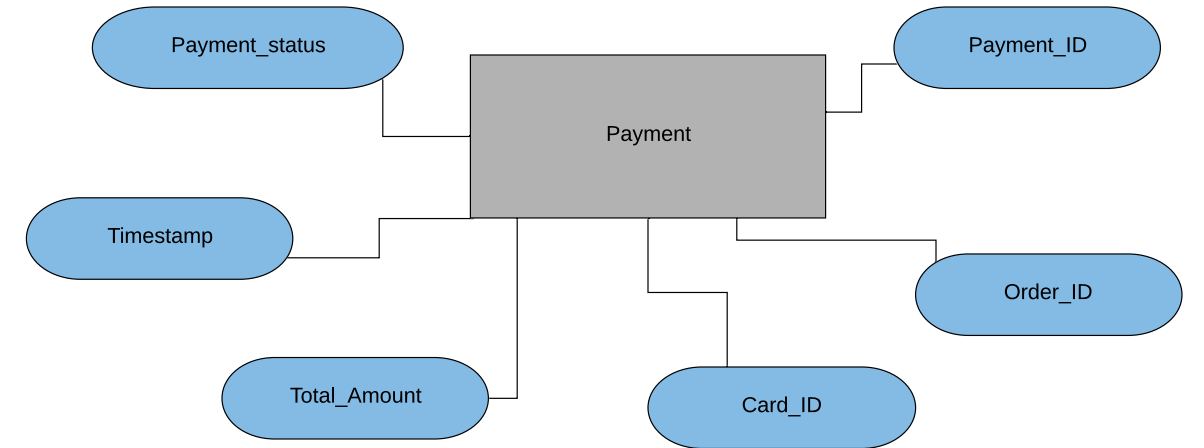 Payment_status
Payment_ID
Payment
Timestamp
Order_ID
Total_Amount
Card_ID